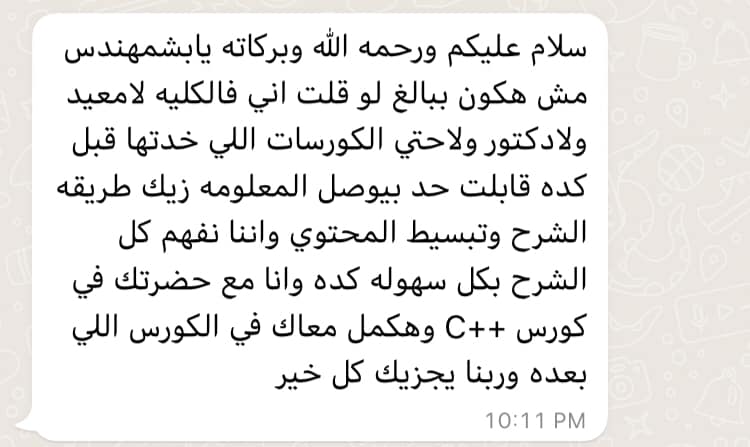 سلام عليكم ورحمه الله وبركاته يابشمهندس
مش هكون ببالغ لو قلت اني فالكليه لامعيد
ولادكتور ولاحتي الكورسات اللي خدتها قبل
كده قابلت حد بيوصل المعلومه زيك طريقه
الشرح وتبسيط المحتوي واننا نفهم كل
الشرح بكل سهوله كده وانا مع حضرتك في
كورس C++ وهكمل معاك في الكورس اللي
بعده وربنا يجزيك كل خير
10:11 PM